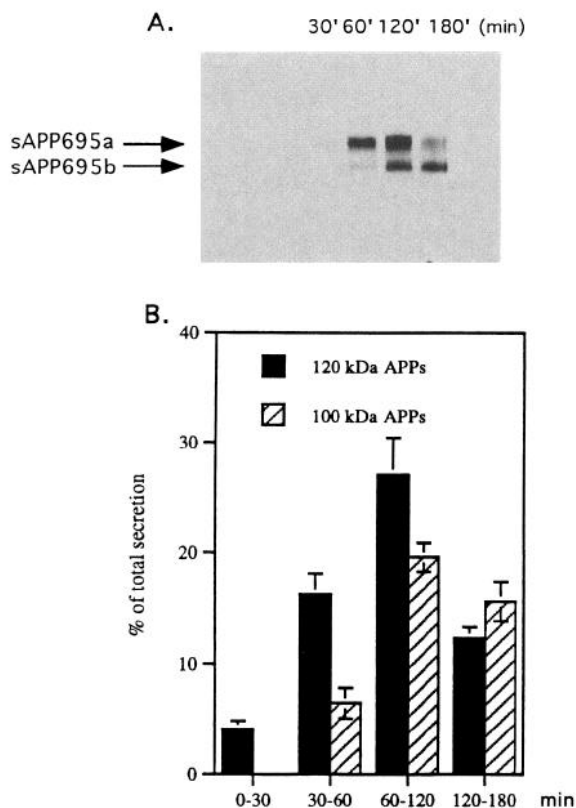 A.
30' 60' 120' 180' (min)
sAPP695a
sAPP695b
B.
40
120 kDa APPs
100 kDa APPs
30
% of total secretion
20
10
0
0-30 30-60 60-120 120-180 min